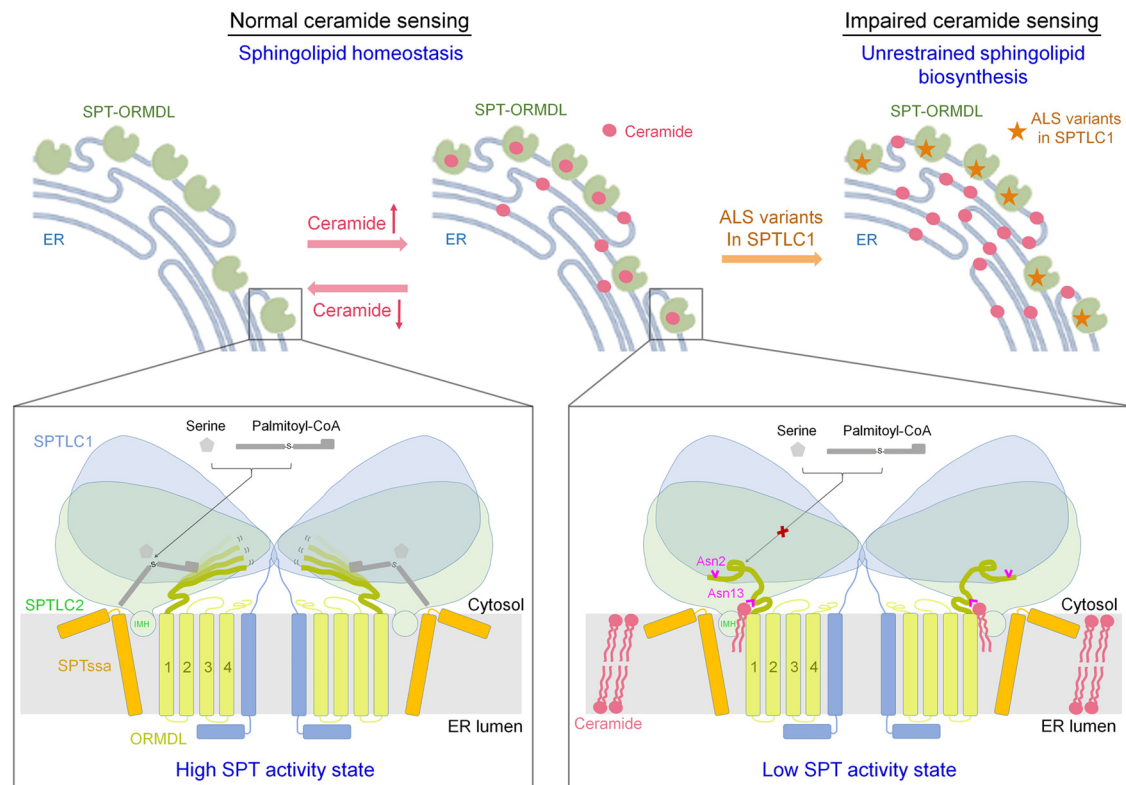 Normal ceramide sensing
Sphingolipid homeostasis
Impaired ceramide sensing
Unrestrained sphingolipid
biosynthesis
SPT-ORMDL
Ceramide
SPT-ORMDL
ALS variants
in SPTLC1
ER
Ceramide
Ceramide
ALS variants
In SPTLC1
ER
SPTLC1
Serine
Palmitoyl-CoA
S
S
SPTLC2
IMH
Cytosol
SPTssa
1 2 3 4
ORMDL
ER lumen
High SPT activity state
Serine
Palmitoyl-CoA
S
Asn2
Asn13
IMH
Cytosol
1 2 3 4
Ceramide
ER lumen
Low SPT activity state